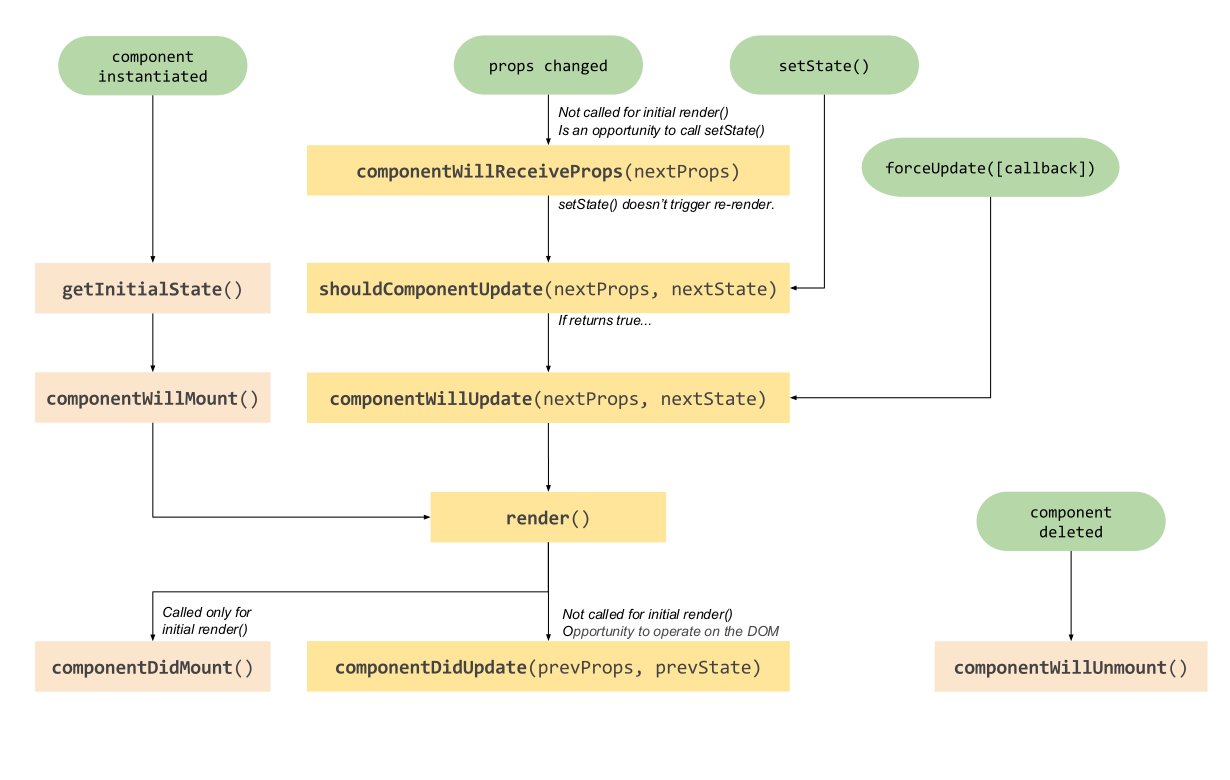 component
instantiated
props changed
setState()
Not called for initial render()
Is an opportunity to call setState()
componentWillReceiveProps(nextProps)
forceUpdate([callback])
setState() doesn’t trigger re-render.
getInitialState()
shouldComponentUpdate(nextProps, nextState)
If returns true...
componentWillMount()
componentWillUpdate(nextProps, nextState)
render()
component
deleted
Called only for
initial render()
Not called for initial render()
Opportunity to operate on the DOM
componentDidMount()
componentDidUpdate(prevProps, prevState)
componentWillUnmount()